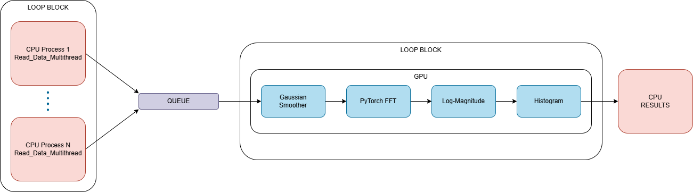 LOOP BLOCK
CPU Process 1
Read_Data_Multithread
CPU Process N
Read_Data_Multithread
QUEUE
LOOP BLOCK
GPU
Gaussian
Smoother
PyTorch FFT
Log-Magnitude
Histogram
CPU
RESULTS